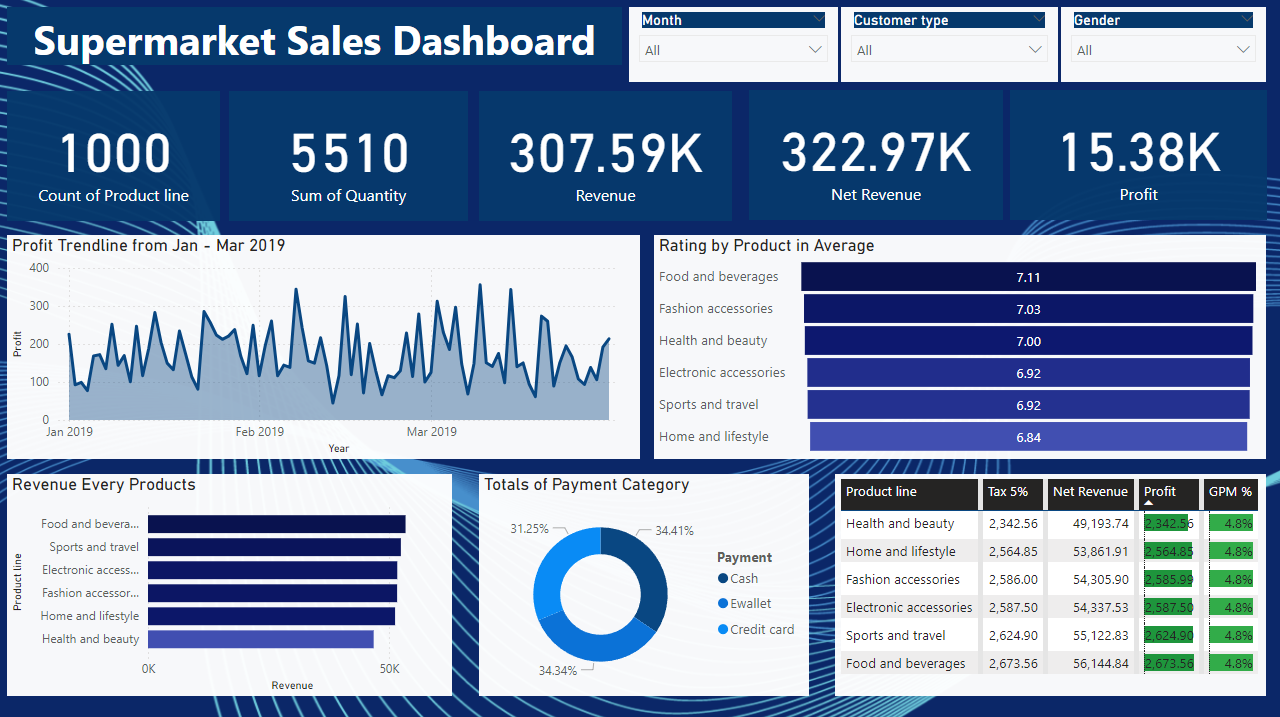 Supermarket Sales Dashboard
Month
All
Customer type
All
Gender
All
1000
Count of Product line
5510
Sum of Quantity
307.59K
Revenue
322.97K
Net Revenue
15.38K
Profit
Profit Trendline from Jan - Mar 2019
Profit
400
300
200
100
0
Jan 2019 Feb 2019 Mar 2019
Year
Rating by Product in Average
Food and beverages 7.11
Fashion accessories 7.03
Health and beauty 7.00
Electronic accessories 6.92
Sports and travel 6.92
Home and lifestyle 6.84
Revenue Every Products
Product line
Food and bevera...
Sports and travel
Electronic access...
Fashion accessor...
Home and lifestyle
Health and beauty
0K 50K
Revenue
Totals of Payment Category
31.25% 34.41%
34.34%
Payment
Cash
Ewallet
Credit card
Product line Tax 5% Net Revenue Profit GPM %
Health and beauty 2,342.56 49,193.74 2,342.56 4.8%
Home and lifestyle 2,564.85 53,861.91 2,564.85 4.8%
Fashion accessories 2,586.00 54,305.90 2,585.99 4.8%
Electronic accessories 2,587.50 54,337.53 2,587.50 4.8%
Sports and travel 2,624.90 55,122.83 2,624.90 4.8%
Food and beverages 2,673.56 56,144.84 2,673.56 4.8%